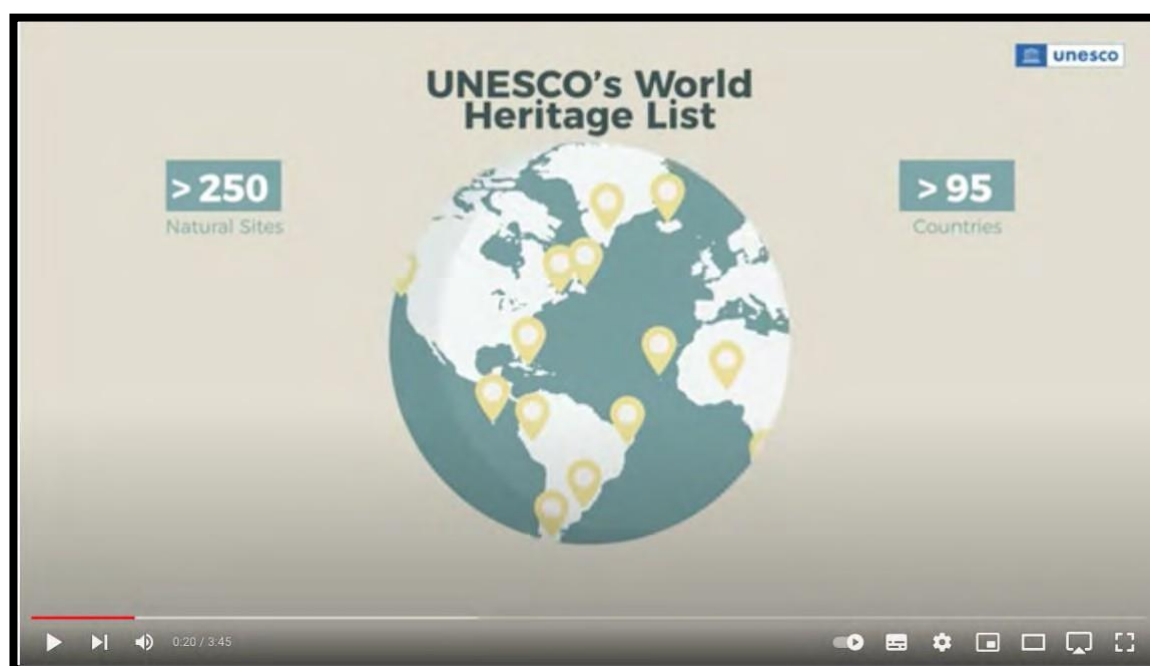 unesco
UNESCO's World
Heritage List
> 250
Natural Sites
> 95
Countries
0:20 / 3:45